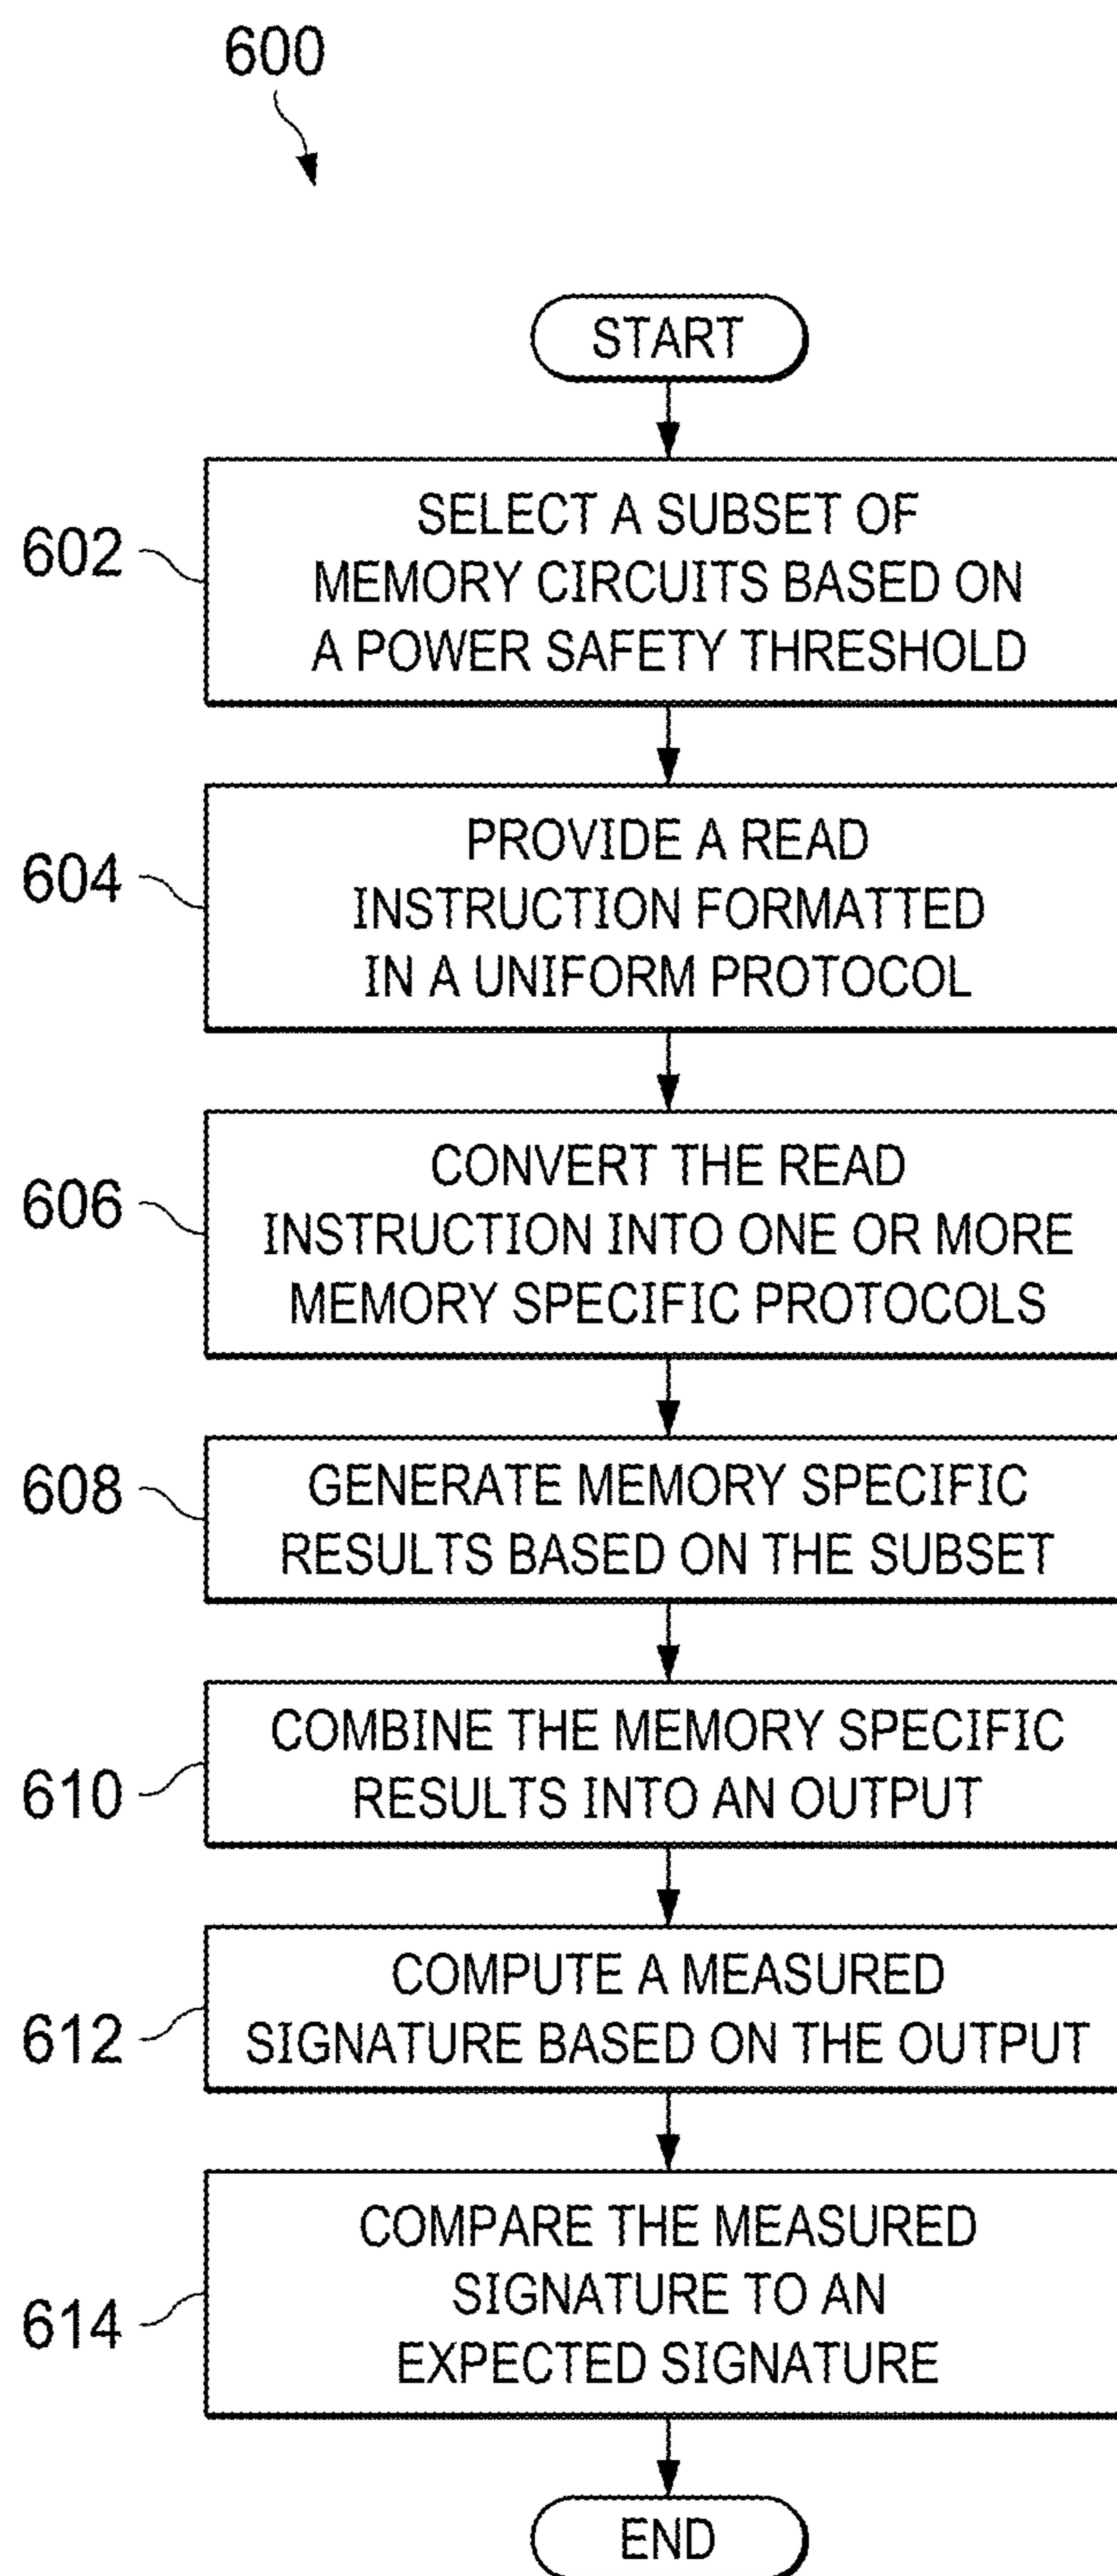 600
START
602
SELECT A SUBSET OF
MEMORY CIRCUITS BASED ON
A POWER SAFETY THRESHOLD
604
PROVIDE A READ
INSTRUCTION FORMATTED
IN A UNIFORM PROTOCOL
606
CONVERT THE READ
INSTRUCTION INTO ONE OR MORE
MEMORY SPECIFIC PROTOCOLS
608
GENERATE MEMORY SPECIFIC
RESULTS BASED ON THE SUBSET
610
COMBINE THE MEMORY SPECIFIC
RESULTS INTO AN OUTPUT
612
COMPUTE A MEASURED
SIGNATURE BASED ON THE OUTPUT
614
COMPARE THE MEASURED
SIGNATURE TO AN
EXPECTED SIGNATURE
END